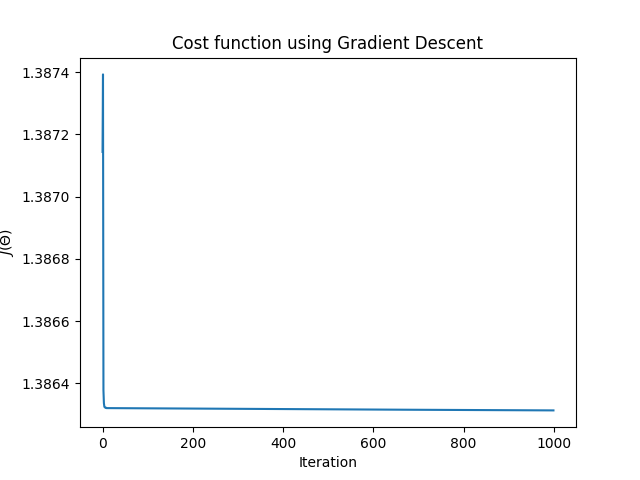 Cost function using Gradient Descent
1.3874
1.3872
1.3870
1.3868
1.3866
1.3864
J(Θ)
0 200 400 600 800 1000
Iteration